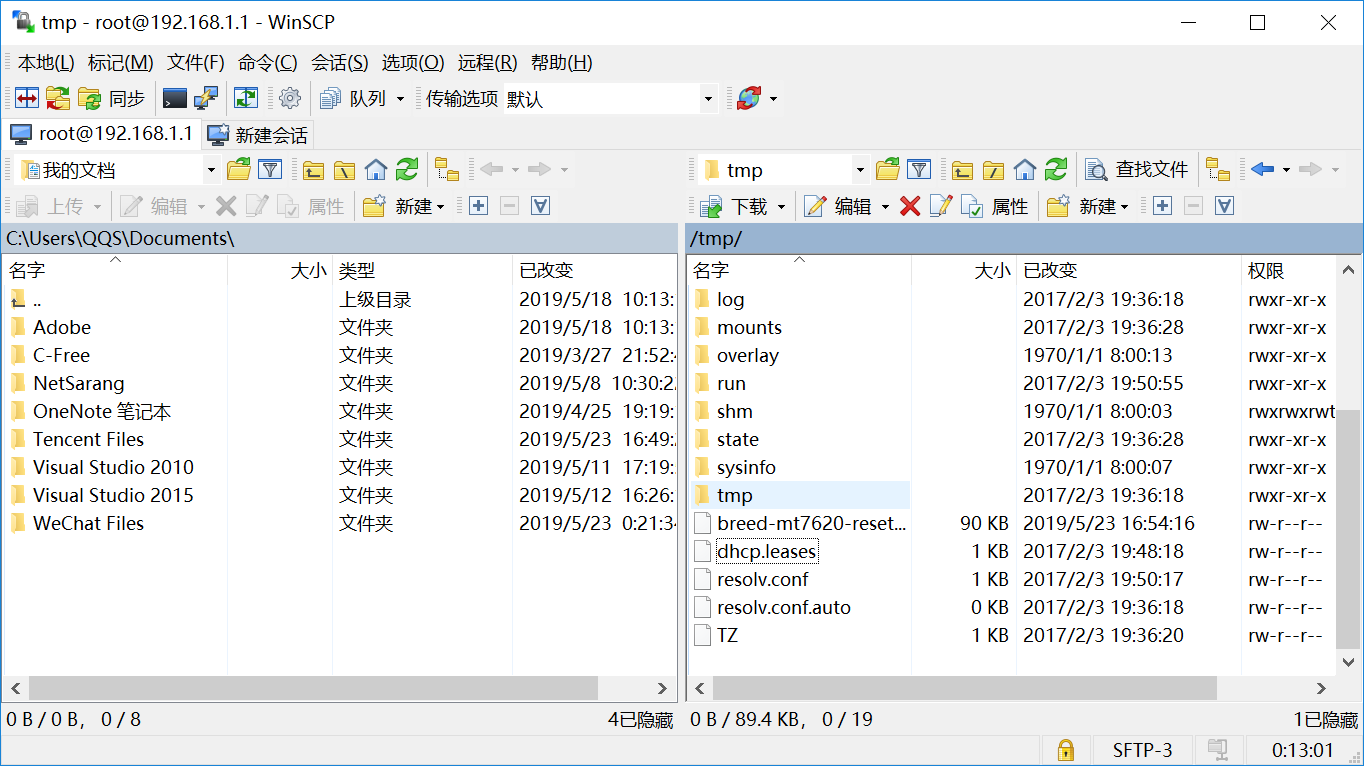 tmp - root@192.168.1.1 - WinSCP
本地(L) 标记(M) 文件(F) 命令(C) 会话(S) 选项(O) 远程(R) 帮助(H)
同步 队列 传输选项 默认
root@192.168.1.1 新建会话
我的文档 tmp 查找文件
上传 编辑 属性 新建 下载 编辑 属性 新建
C:\Users\QQS\Documents\ /tmp/
名字 大小 类型 已改变 名字 大小 已改变 权限
.. 上级目录 2019/5/18 10:13: log 2017/2/3 19:36:18 rwxr-xr-x
Adobe 文件夹 2019/5/18 10:13: mounts 2017/2/3 19:36:28 rwxr-xr-x
C-Free 文件夹 2019/3/27 21:52: overlay 1970/1/1 8:00:13 rwxr-xr-x
NetSarang 文件夹 2019/5/8 10:30:2 run 2017/2/3 19:50:55 rwxr-xr-x
OneNote 笔记本 文件夹 2019/4/25 19:19: shm 1970/1/1 8:00:03 rwxrwxrwt
Tencent Files 文件夹 2019/5/23 16:49: state 2017/2/3 19:36:28 rwxr-xr-x
Visual Studio 2010 文件夹 2019/5/11 17:19: sysinfo 1970/1/1 8:00:07 rwxr-xr-x
Visual Studio 2015 文件夹 2019/5/12 16:26: tmp 2017/2/3 19:36:18 rwxr-xr-x
WeChat Files 文件夹 2019/5/23 0:21:3 breed-mt7620-reset... 90 KB 2019/5/23 16:54:16 rw-r--r--
dhcp.leases 1 KB 2017/2/3 19:48:18 rw-r--r--
resolv.conf 1 KB 2017/2/3 19:50:17 rw-r--r--
resolv.conf.auto 0 KB 2017/2/3 19:36:18 rw-r--r--
TZ 1 KB 2017/2/3 19:36:20 rw-r--r--
0 B / 0 B, 0 / 8 4已隐藏 0 B / 89.4 KB, 0 / 19 1已隐藏
SFTP-3 0:13:01